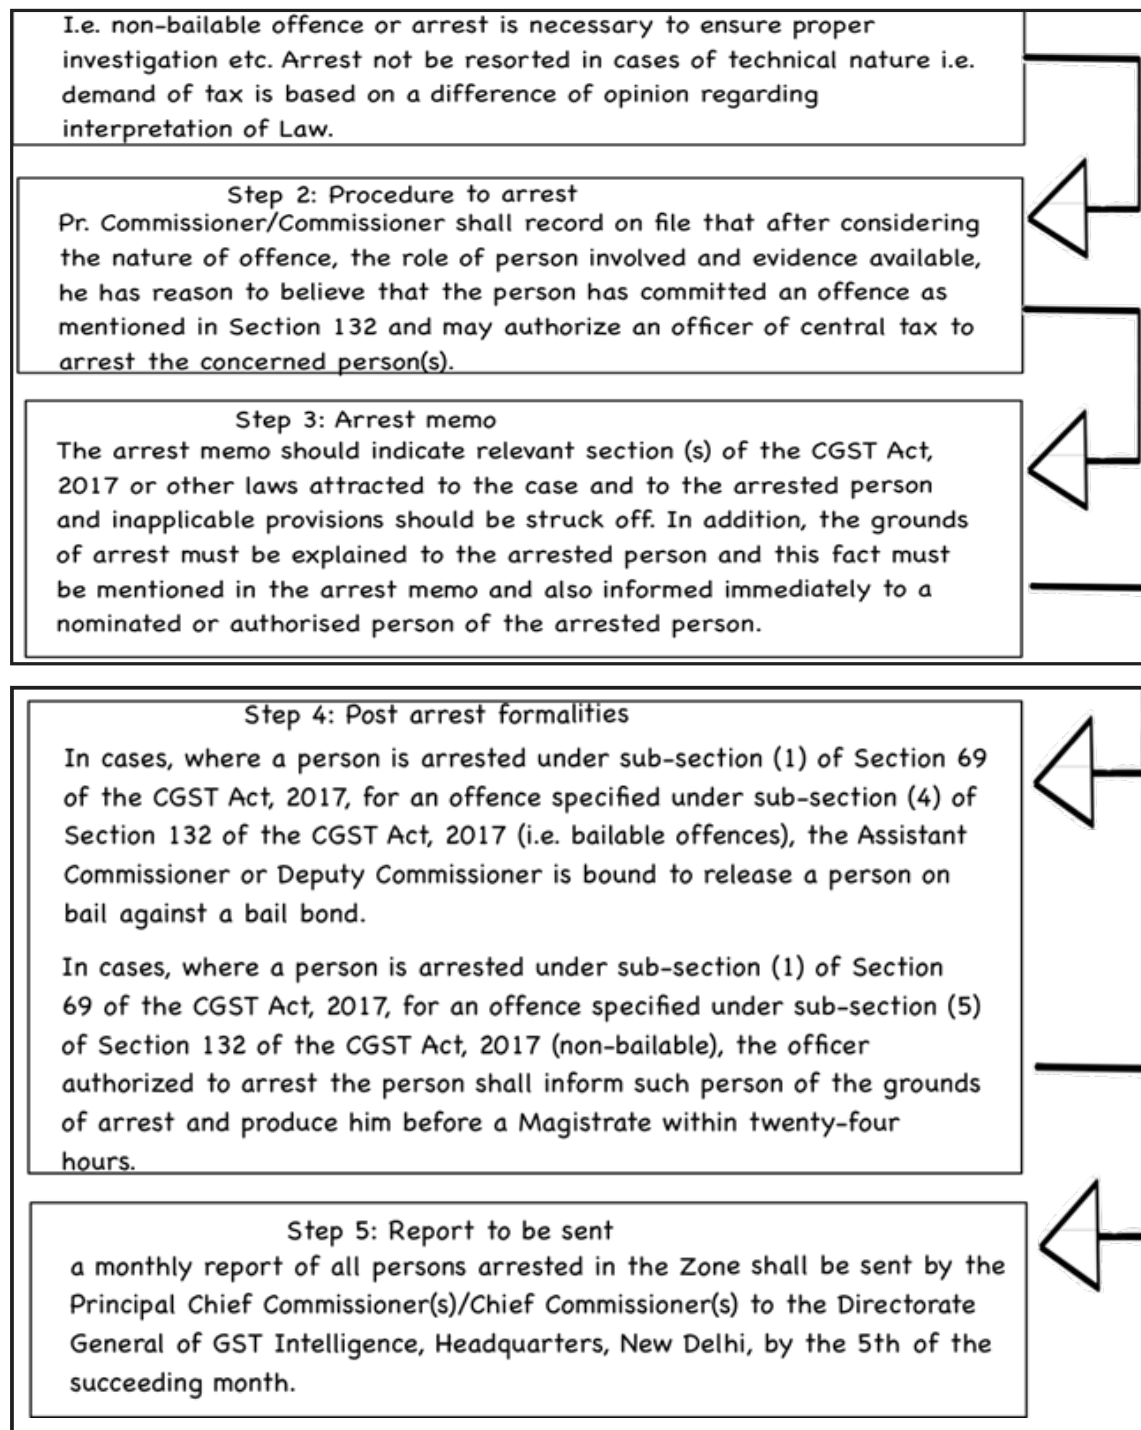 I.e. non-bailable offence or arrest is necessary to ensure proper
investigation etc. Arrest not be resorted in cases of technical nature i.e.
demand of tax is based on a difference of opinion regarding
interpretation of Law.
Step 2: Procedure to arrest
Pr. Commissioner/Commissioner shall record on file that after considering
the nature of offence, the role of person involved and evidence available,
he has reason to believe that the person has committed an offence as
mentioned in Section 132 and may authorize an officer of central tax to
arrest the concerned person(s).
Step 3: Arrest memo
The arrest memo should indicate relevant section (s) of the CGST Act,
2017 or other laws attracted to the case and to the arrested person
and inapplicable provisions should be struck off. In addition, the grounds
of arrest must be explained to the arrested person and this fact must
be mentioned in the arrest memo and also informed immediately to a
nominated or authorised person of the arrested person.
Step 4: Post arrest formalities
In cases, where a person is arrested under sub-section (1) of Section 69
of the CGST Act, 2017, for an offence specified under sub-section (4) of
Section 132 of the CGST Act, 2017 (i.e. bailable offences), the Assistant
Commissioner or Deputy Commissioner is bound to release a person on
bail against a bail bond.
In cases, where a person is arrested under sub-section (1) of Section
69 of the CGST Act, 2017, for an offence specified under sub-section (5)
of Section 132 of the CGST Act, 2017 (non-bailable), the officer
authorized to arrest the person shall inform such person of the grounds
of arrest and produce him before a Magistrate within twenty-four
hours.
Step 5: Report to be sent
a monthly report of all persons arrested in the Zone shall be sent by the
Principal Chief Commissioner(s)/Chief Commissioner(s) to the Directorate
General of GST Intelligence, Headquarters, New Delhi, by the 5th of the
succeeding month.